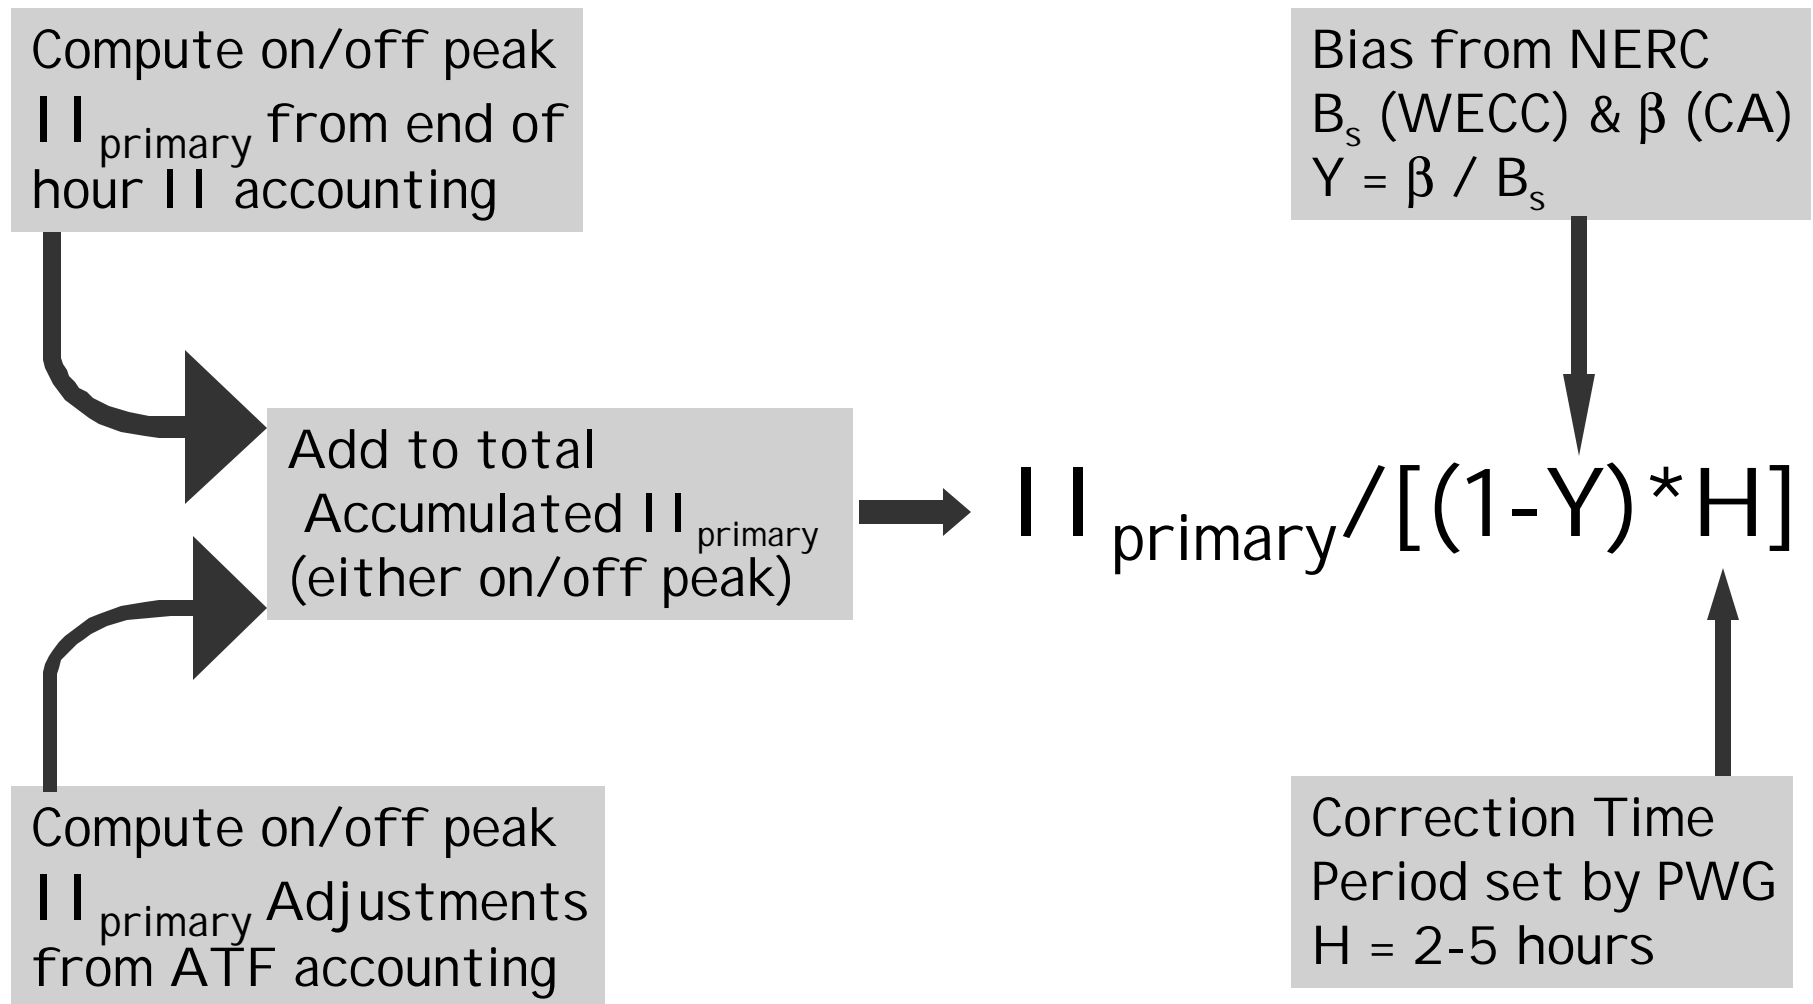 Compute on/off peak
II primary from end of
hour II accounting
Bias from NERC
Bs (WECC) & β (CA)
Y = β / Bs
Add to total
Accumulated II primary
(either on/off peak)
II primary/[(1-Y)*H]
Compute on/off peak
II primary Adjustments
from ATF accounting
Correction Time
Period set by PWG
H = 2-5 hours